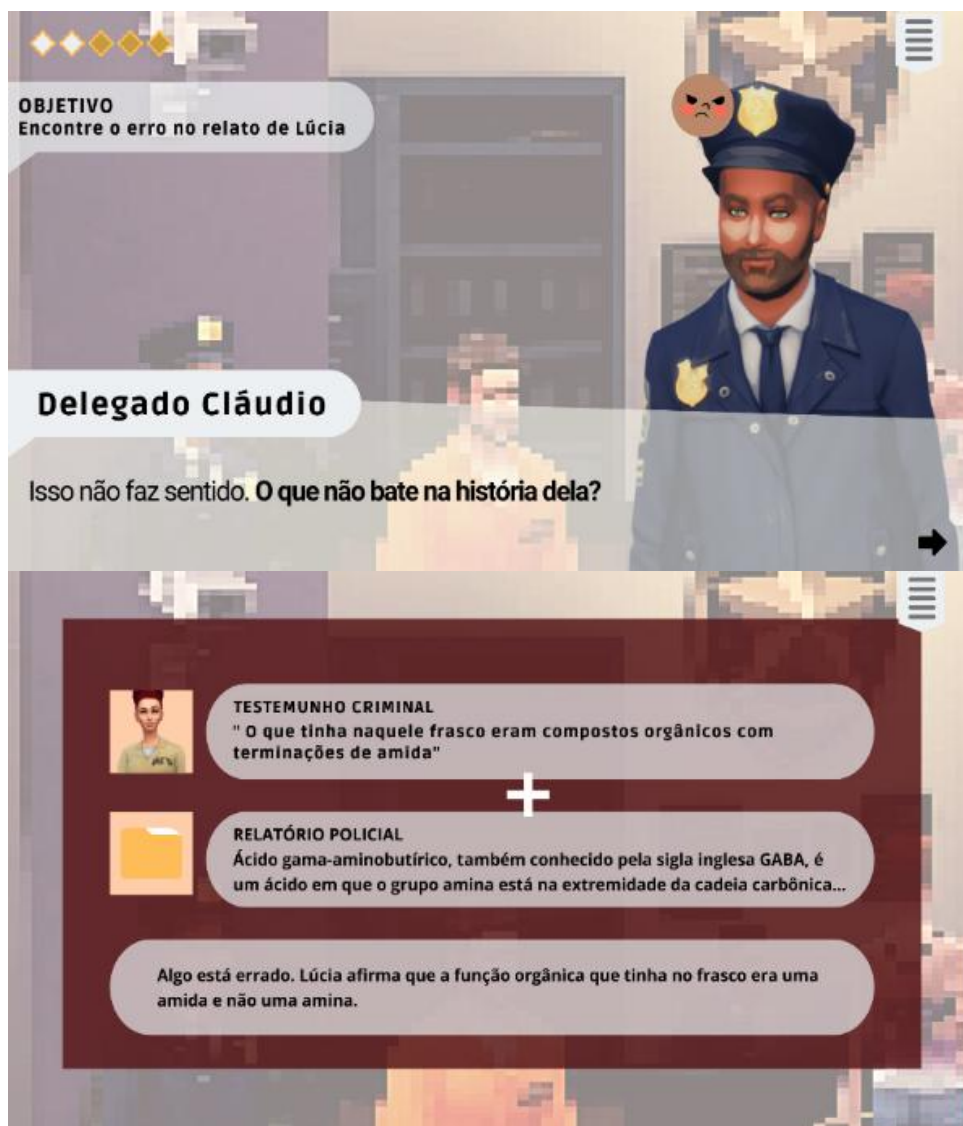 OBJETIVO
Encontre o erro no relato de Lúcia
Delegado Cláudio
Isso não faz sentido. O que não bate na história dela?
TESTEMUNHO CRIMINAL
" O que tinha naquele frasco eram compostos orgânicos com
terminações de amida"
RELATÓRIO POLICIAL
Ácido gama-aminobutírico, também conhecido pela sigla inglesa GABA, é
um ácido em que o grupo amina está na extremidade da cadeia carbônica...
Algo está errado. Lúcia afirma que a função orgânica que tinha no frasco era uma
amida e não uma amina.